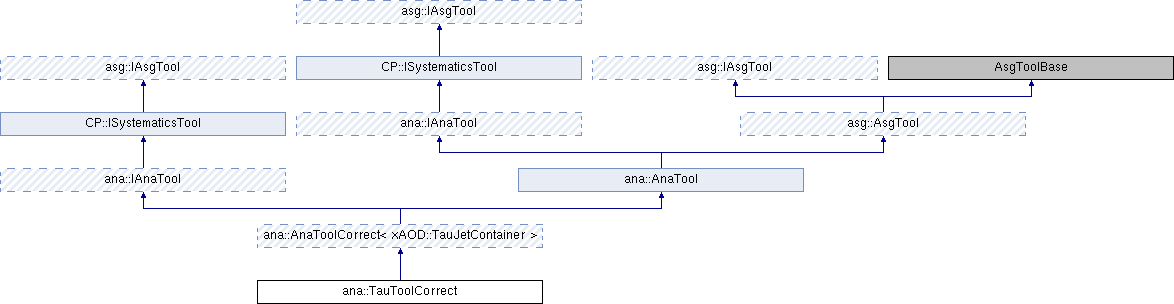 asg::IAsgTool
asg::IAsgTool
CP::ISystematicsTool
asg::IAsgTool
AsgToolBase
CP::ISystematicsTool
ana::IAnaTool
asg::AsgTool
ana::IAnaTool
ana::AnaTool
ana::AnaToolCorrect< xAOD::TauJetContainer >
ana::TauToolCorrect